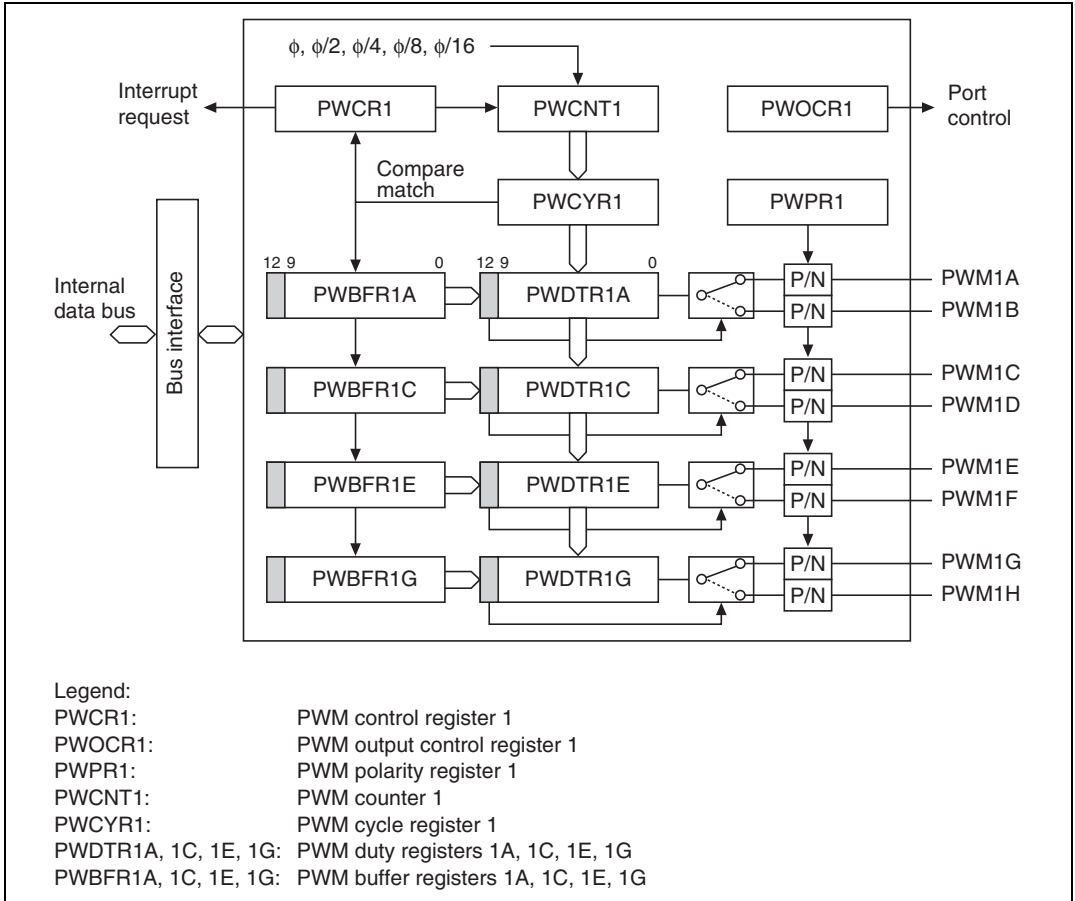 ϕ, ϕ/2, ϕ/4, ϕ/8, ϕ/16
Interrupt
request
PWCR1
PWCNT1
PWOCR1
Port
control
Compare
match
PWCYR1
PWPR1
Internal
data bus
Bus interface
12 9 0
12 9 0
PWBFR1A
PWDTR1A
P/N
PWM1A
P/N
PWM1B
PWBFR1C
PWDTR1C
P/N
PWM1C
P/N
PWM1D
PWBFR1E
PWDTR1E
P/N
PWM1E
P/N
PWM1F
PWBFR1G
PWDTR1G
P/N
PWM1G
P/N
PWM1H
Legend:
PWCR1: PWM control register 1
PWOCR1: PWM output control register 1
PWPR1: PWM polarity register 1
PWCNT1: PWM counter 1
PWCYR1: PWM cycle register 1
PWDTR1A, 1C, 1E, 1G: PWM duty registers 1A, 1C, 1E, 1G
PWBFR1A, 1C, 1E, 1G: PWM buffer registers 1A, 1C, 1E, 1G